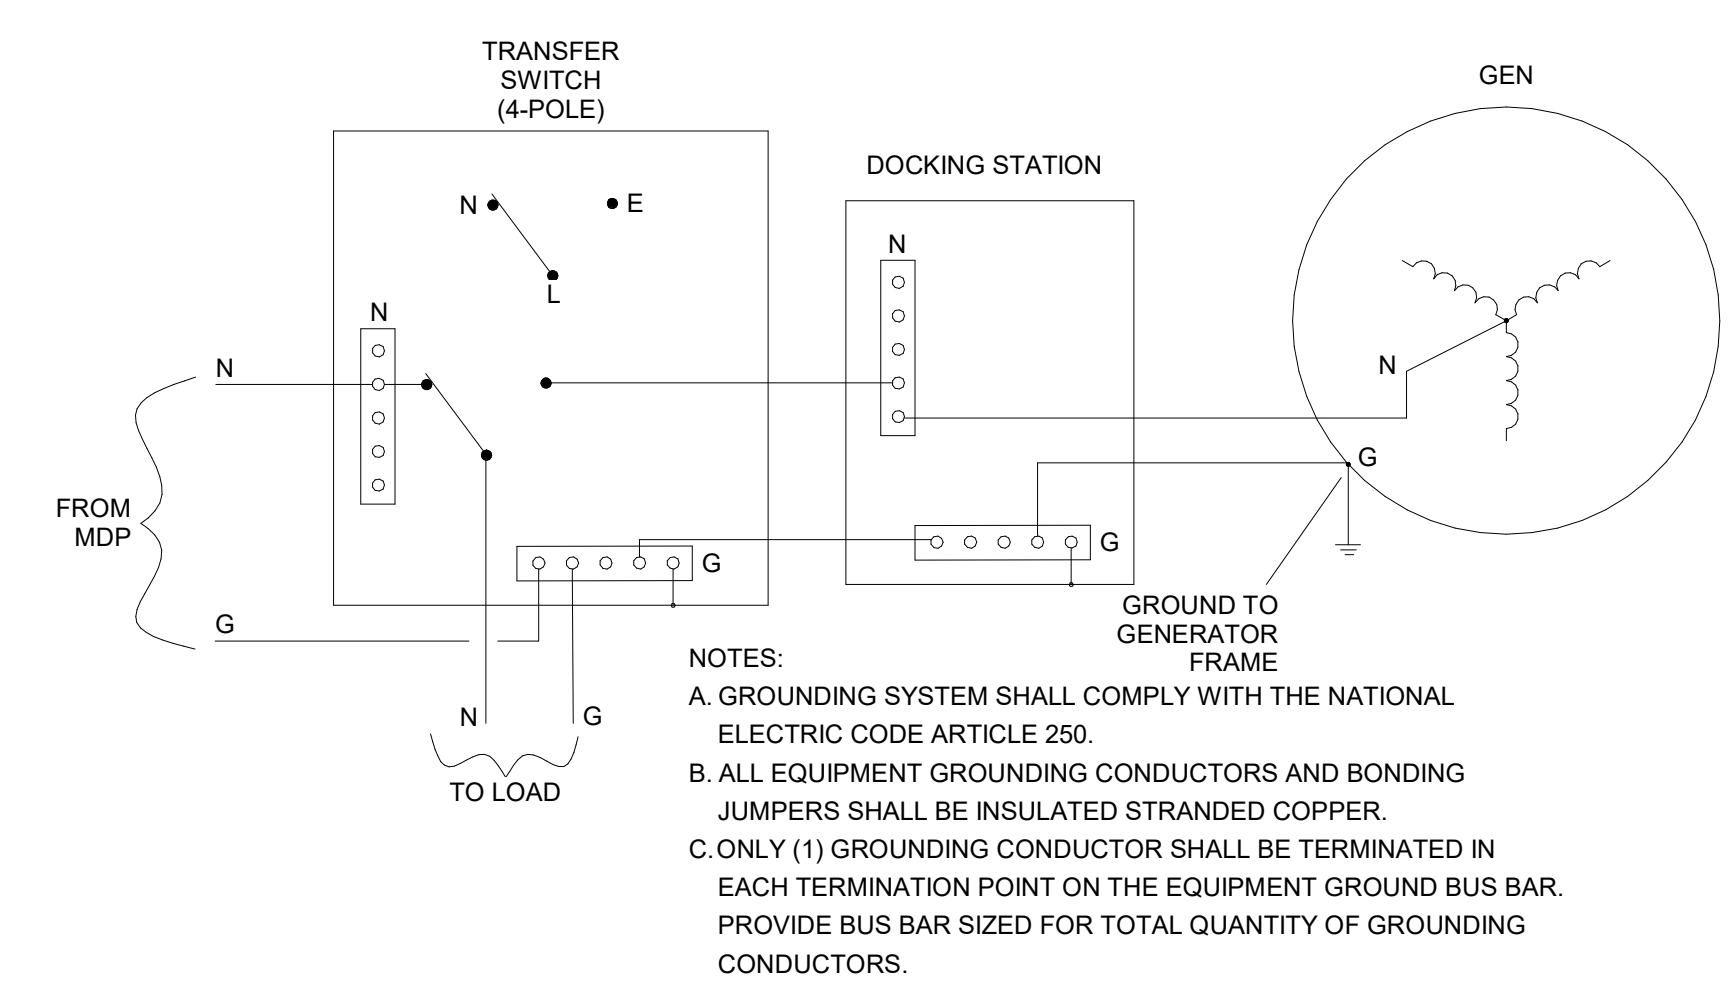 TRANSFER
SWITCH
(4-POLE)
GEN
DOCKING STATION
N
E
L
N
N
N
N
G
FROM
MDP
G
G
G
GROUND TO
GENERATOR
FRAME
N
G
TO LOAD
NOTES:
A. GROUNDING SYSTEM SHALL COMPLY WITH THE NATIONAL
ELECTRIC CODE ARTICLE 250.
B. ALL EQUIPMENT GROUNDING CONDUCTORS AND BONDING
JUMPERS SHALL BE INSULATED STRANDED COPPER.
C. ONLY (1) GROUNDING CONDUCTOR SHALL BE TERMINATED IN
EACH TERMINATION POINT ON THE EQUIPMENT GROUND BUS BAR.
PROVIDE BUS BAR SIZED FOR TOTAL QUANTITY OF GROUNDING
CONDUCTORS.